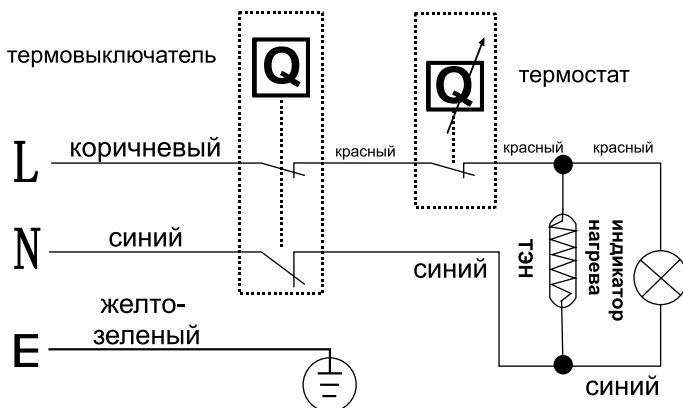 термовыключатель
Q
Q
термостат
L
коричневый
красный
красный
красный
N
синий
синий
ТЭН
индикатор
нагрева
E
желто-
зеленый
синий